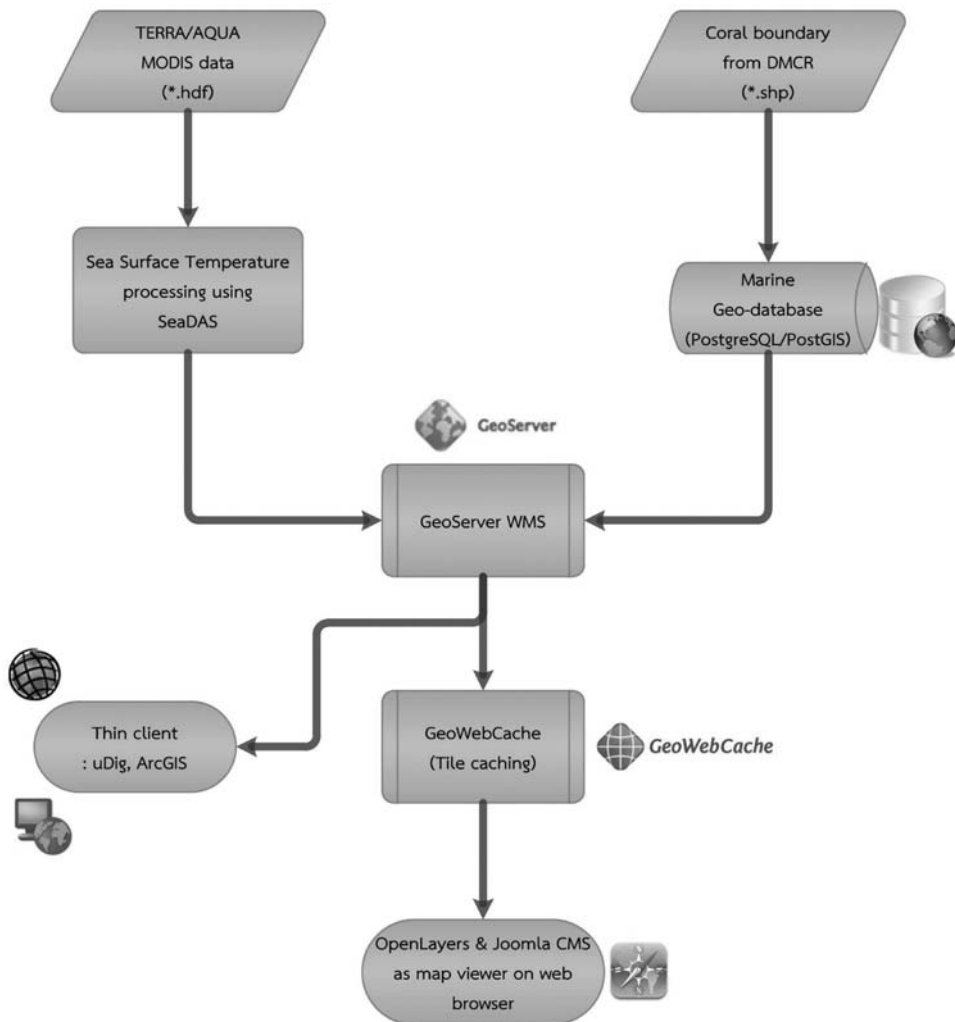 TERRA/AQUA
MODIS data
(*.hdf)
Coral boundary
from DMCR
(*.shp)
Sea Surface Temperature
processing using
SeaDAS
Marine
Geo-database
(PostgreSQL/PostGIS)
GeoServer
GeoServer WMS
Thin client
: uDig, ArcGIS
GeoWebCache
(Tile caching)
GeoWebCache
OpenLayers & Joomla CMS
as map viewer on web
browser